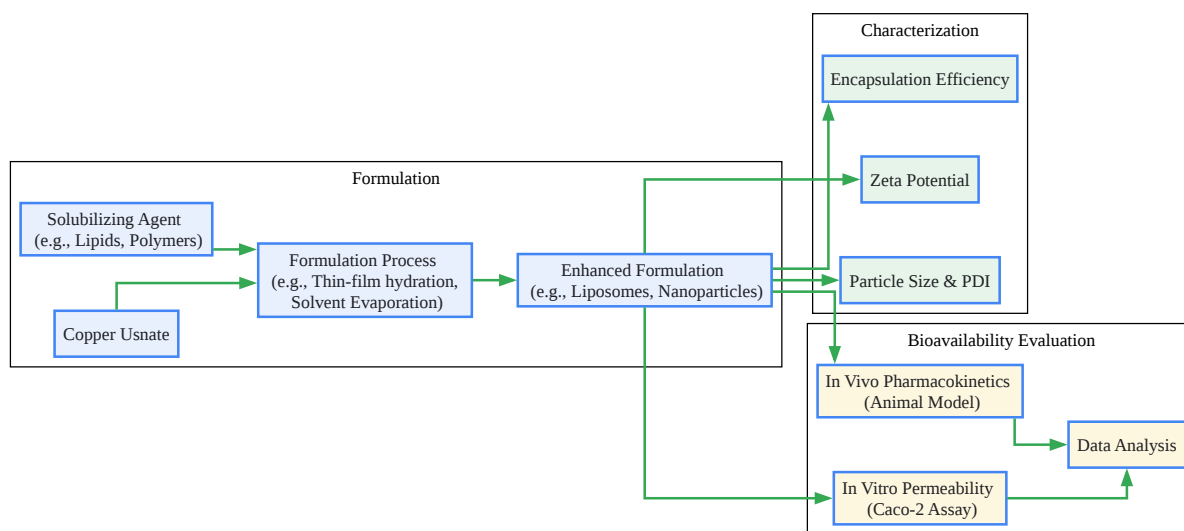 Formulation
Solubilizing Agent
(e.g., Lipids, Polymers)
Copper Usnate
Formulation Process
(e.g., Thin-film hydration,
Solvent Evaporation)
Enhanced Formulation
(e.g., Liposomes, Nanoparticles)
Characterization
Encapsulation Efficiency
Zeta Potential
Particle Size & PDI
Bioavailability Evaluation
In Vivo Pharmacokinetics
(Animal Model)
In Vitro Permeability
(Caco-2 Assay)
Data Analysis